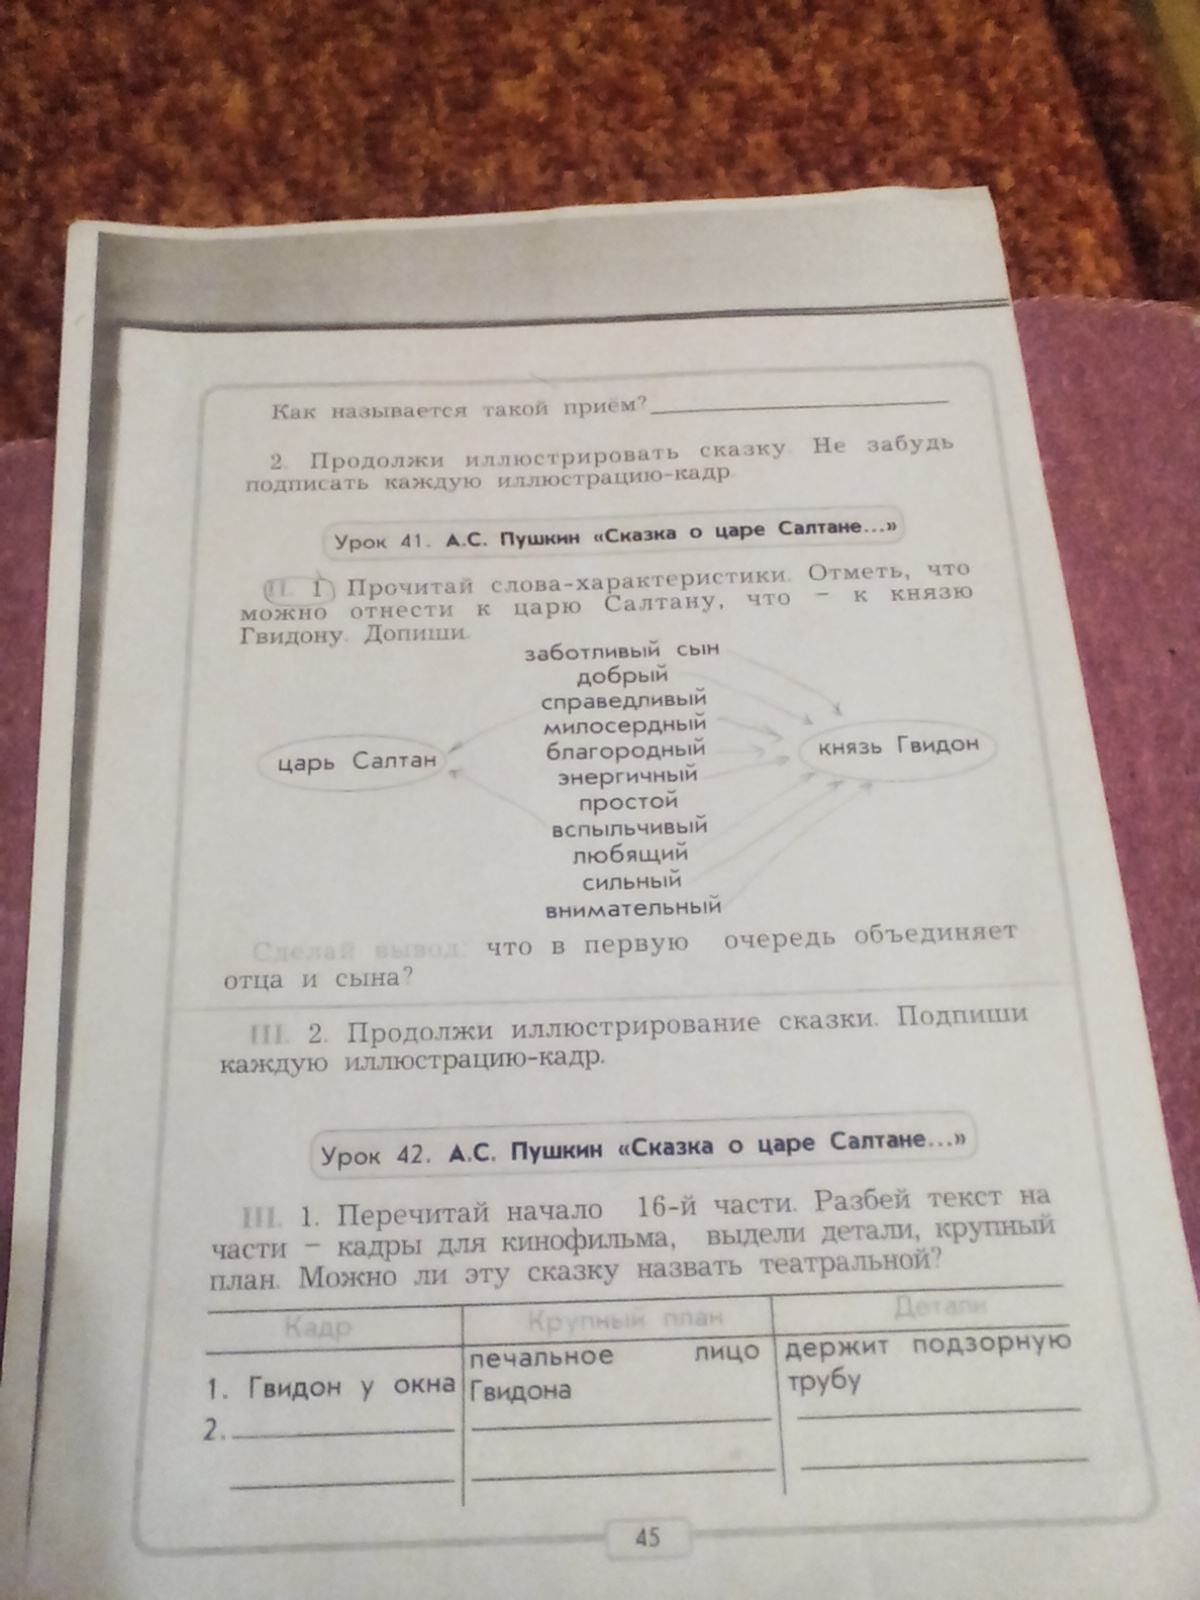 Как называется такой приём?
2. Продолжи иллюстрировать сказку. Не забудь
подписать каждую иллюстрацию-кадр.
Урок 41. А.С. Пушкин «Сказка о царе Салтане...»
II. 1 Прочитай слова-характеристики. Отметь, что
можно отнести к царю Салтану, что – к князю
Гвидону. Допиши.
заботливый сын
добрый
справедливый
милосердный
благородный
энергичный
простой
вспыльчивый
любящий
сильный
внимательный
царь Салтан
князь Гвидон
Сделай вывод: что в первую очередь объединяет
отца и сына?
III. 2. Продолжи иллюстрирование сказки. Подпиши
каждую иллюстрацию-кадр.
Урок 42. А.С. Пушкин «Сказка о царе Салтане...»
III. 1. Перечитай начало 16-й части. Разбей текст на
части – кадры для кинофильма, выдели детали, крупный
план. Можно ли эту сказку назвать театральной?
Кадр Крупный план Детали
1. Гвидон у окна
печальное лицо
Гвидона
держит подзорную
трубу
2.
45